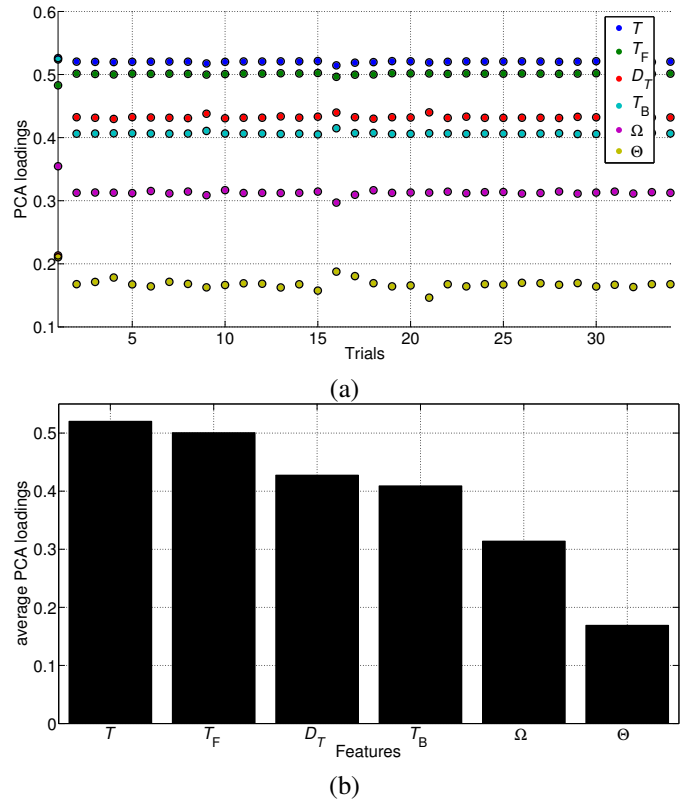 0.6
0.5
0.4
0.3
0.2
0.1
PCA loadings
5
10
15
20
25
30
Trials
T
T_F
D_T
T_B
Ω
Θ
(a)
0.5
0.4
0.3
0.2
0.1
0
average PCA loadings
T
T_F
D_T
T_B
Ω
Θ
Features
(b)